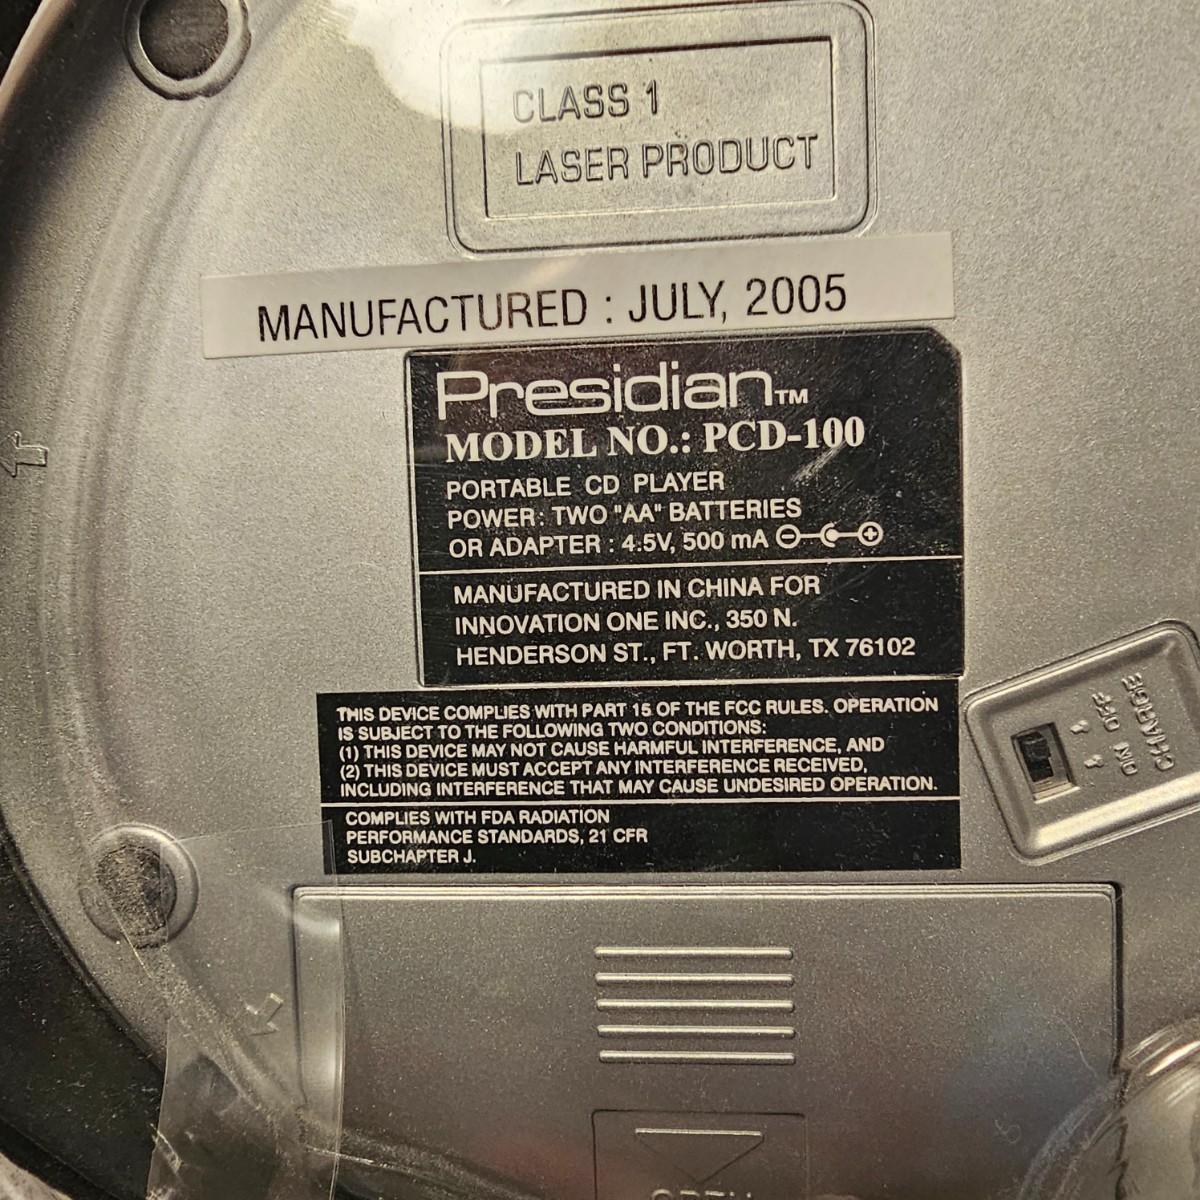 CLASS 1
LASER PRODUCT
MANUFACTURED : JULY, 2005
Presidian™
MODEL NO.: PCD-100
PORTABLE CD PLAYER
POWER: TWO "AA" BATTERIES
OR ADAPTER : 4.5V, 500 mA
MANUFACTURED IN CHINA FOR
INNOVATION ONE INC., 350 N.
HENDERSON ST., FT. WORTH, TX 76102
THIS DEVICE COMPLIES WITH PART 15 OF THE FCC RULES. OPERATION
IS SUBJECT TO THE FOLLOWING TWO CONDITIONS:
(1) THIS DEVICE MAY NOT CAUSE HARMFUL INTERFERENCE, AND
(2) THIS DEVICE MUST ACCEPT ANY INTERFERENCE RECEIVED,
INCLUDING INTERFERENCE THAT MAY CAUSE UNDESIRED OPERATION.
COMPLIES WITH FDA RADIATION
PERFORMANCE STANDARDS, 21 CFR
SUBCHAPTER J.
CHARGE
ON OFF
OPEN